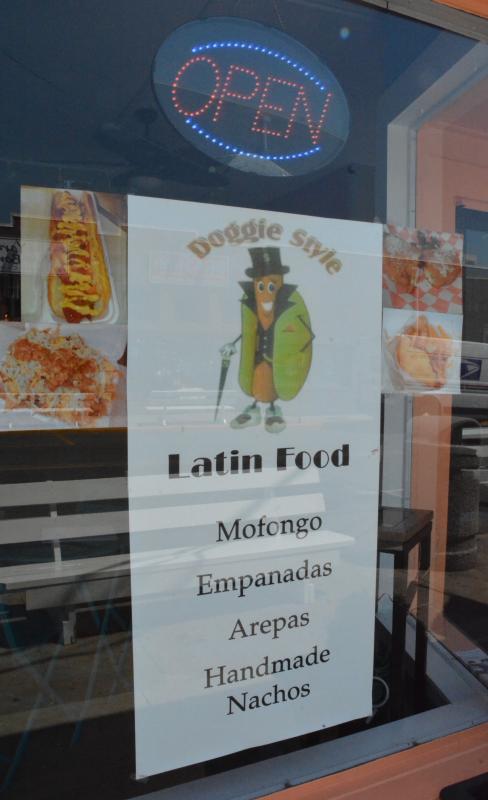 OPEN
Doggie Style
Latin Food
Mofongo
Empanadas
Arepas
Handmade
Nachos